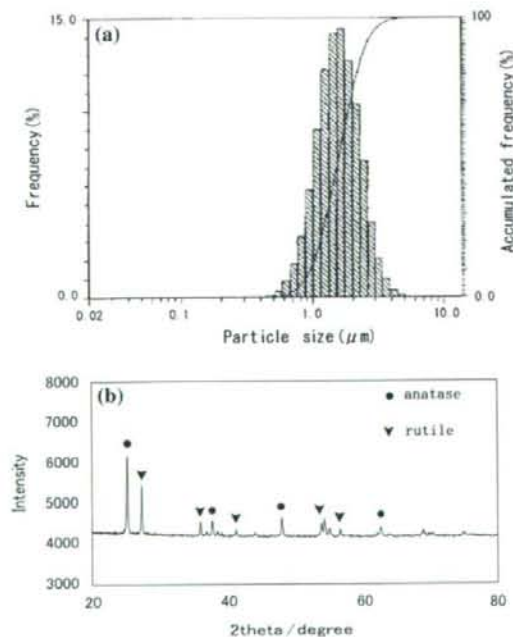 (a)
15.0
100
Frequency(%)
Accumulated frequency(%)
0.0
0.0
0.02
0.1
1.0
10.0
Particle size(μm)
(b)
8000
7000
6000
5000
4000
3000
● anatase
▼ rutile
Intensity
20
40
60
80
2theta/degree